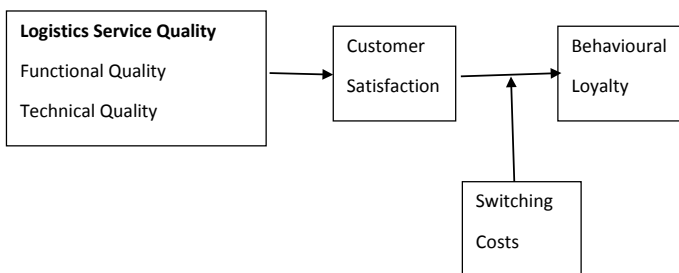 Logistics Service Quality
Functional Quality
Technical Quality
Customer
Satisfaction
Behavioural
Loyalty
Switching
Costs